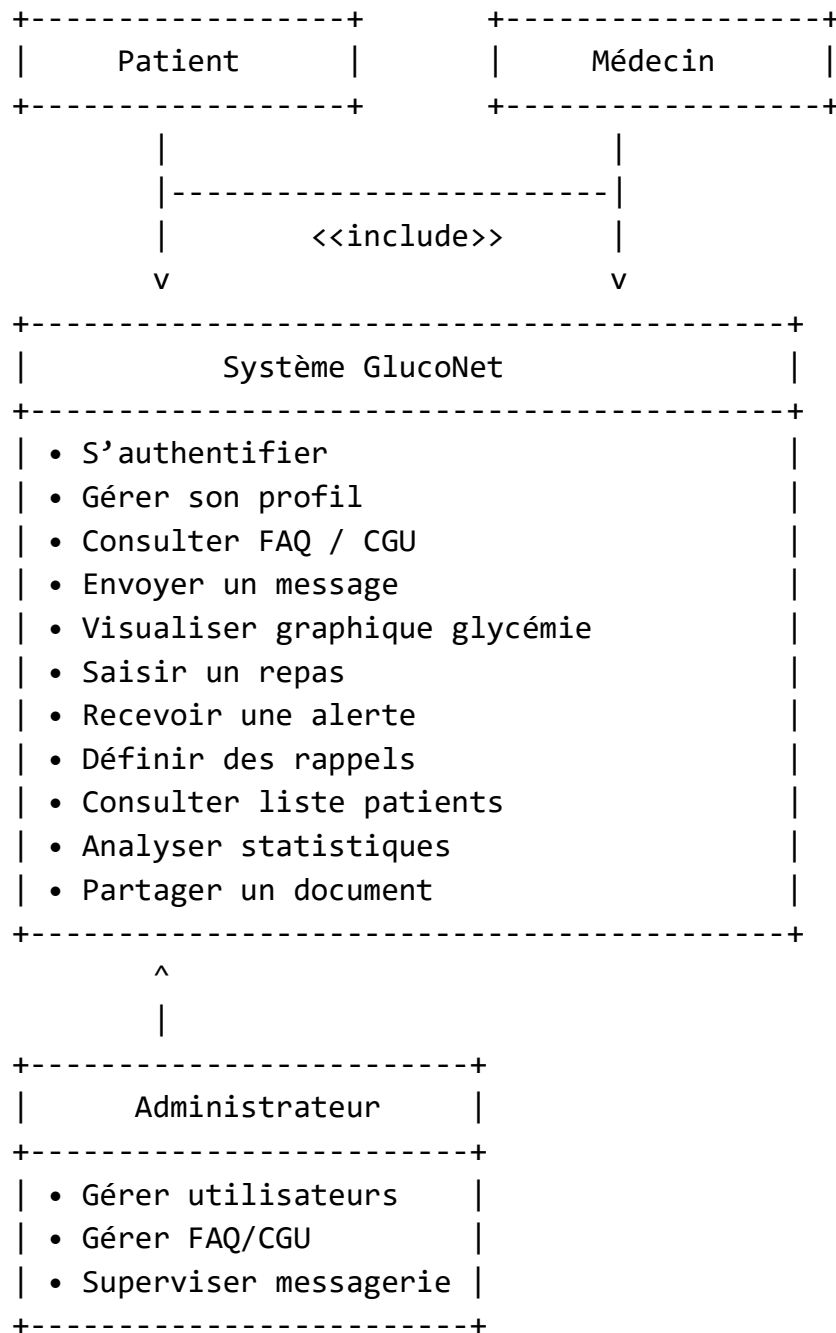 Patient Médecin
<<include>>
Système GlucoNet
• S’authentifier
• Gérer son profil
• Consulter FAQ / CGU
• Envoyer un message
• Visualiser graphique glycémie
• Saisir un repas
• Recevoir une alerte
• Définir des rappels
• Consulter liste patients
• Analyser statistiques
• Partager un document
Administrateur
• Gérer utilisateurs
• Gérer FAQ/CGU
• Superviser messagerie